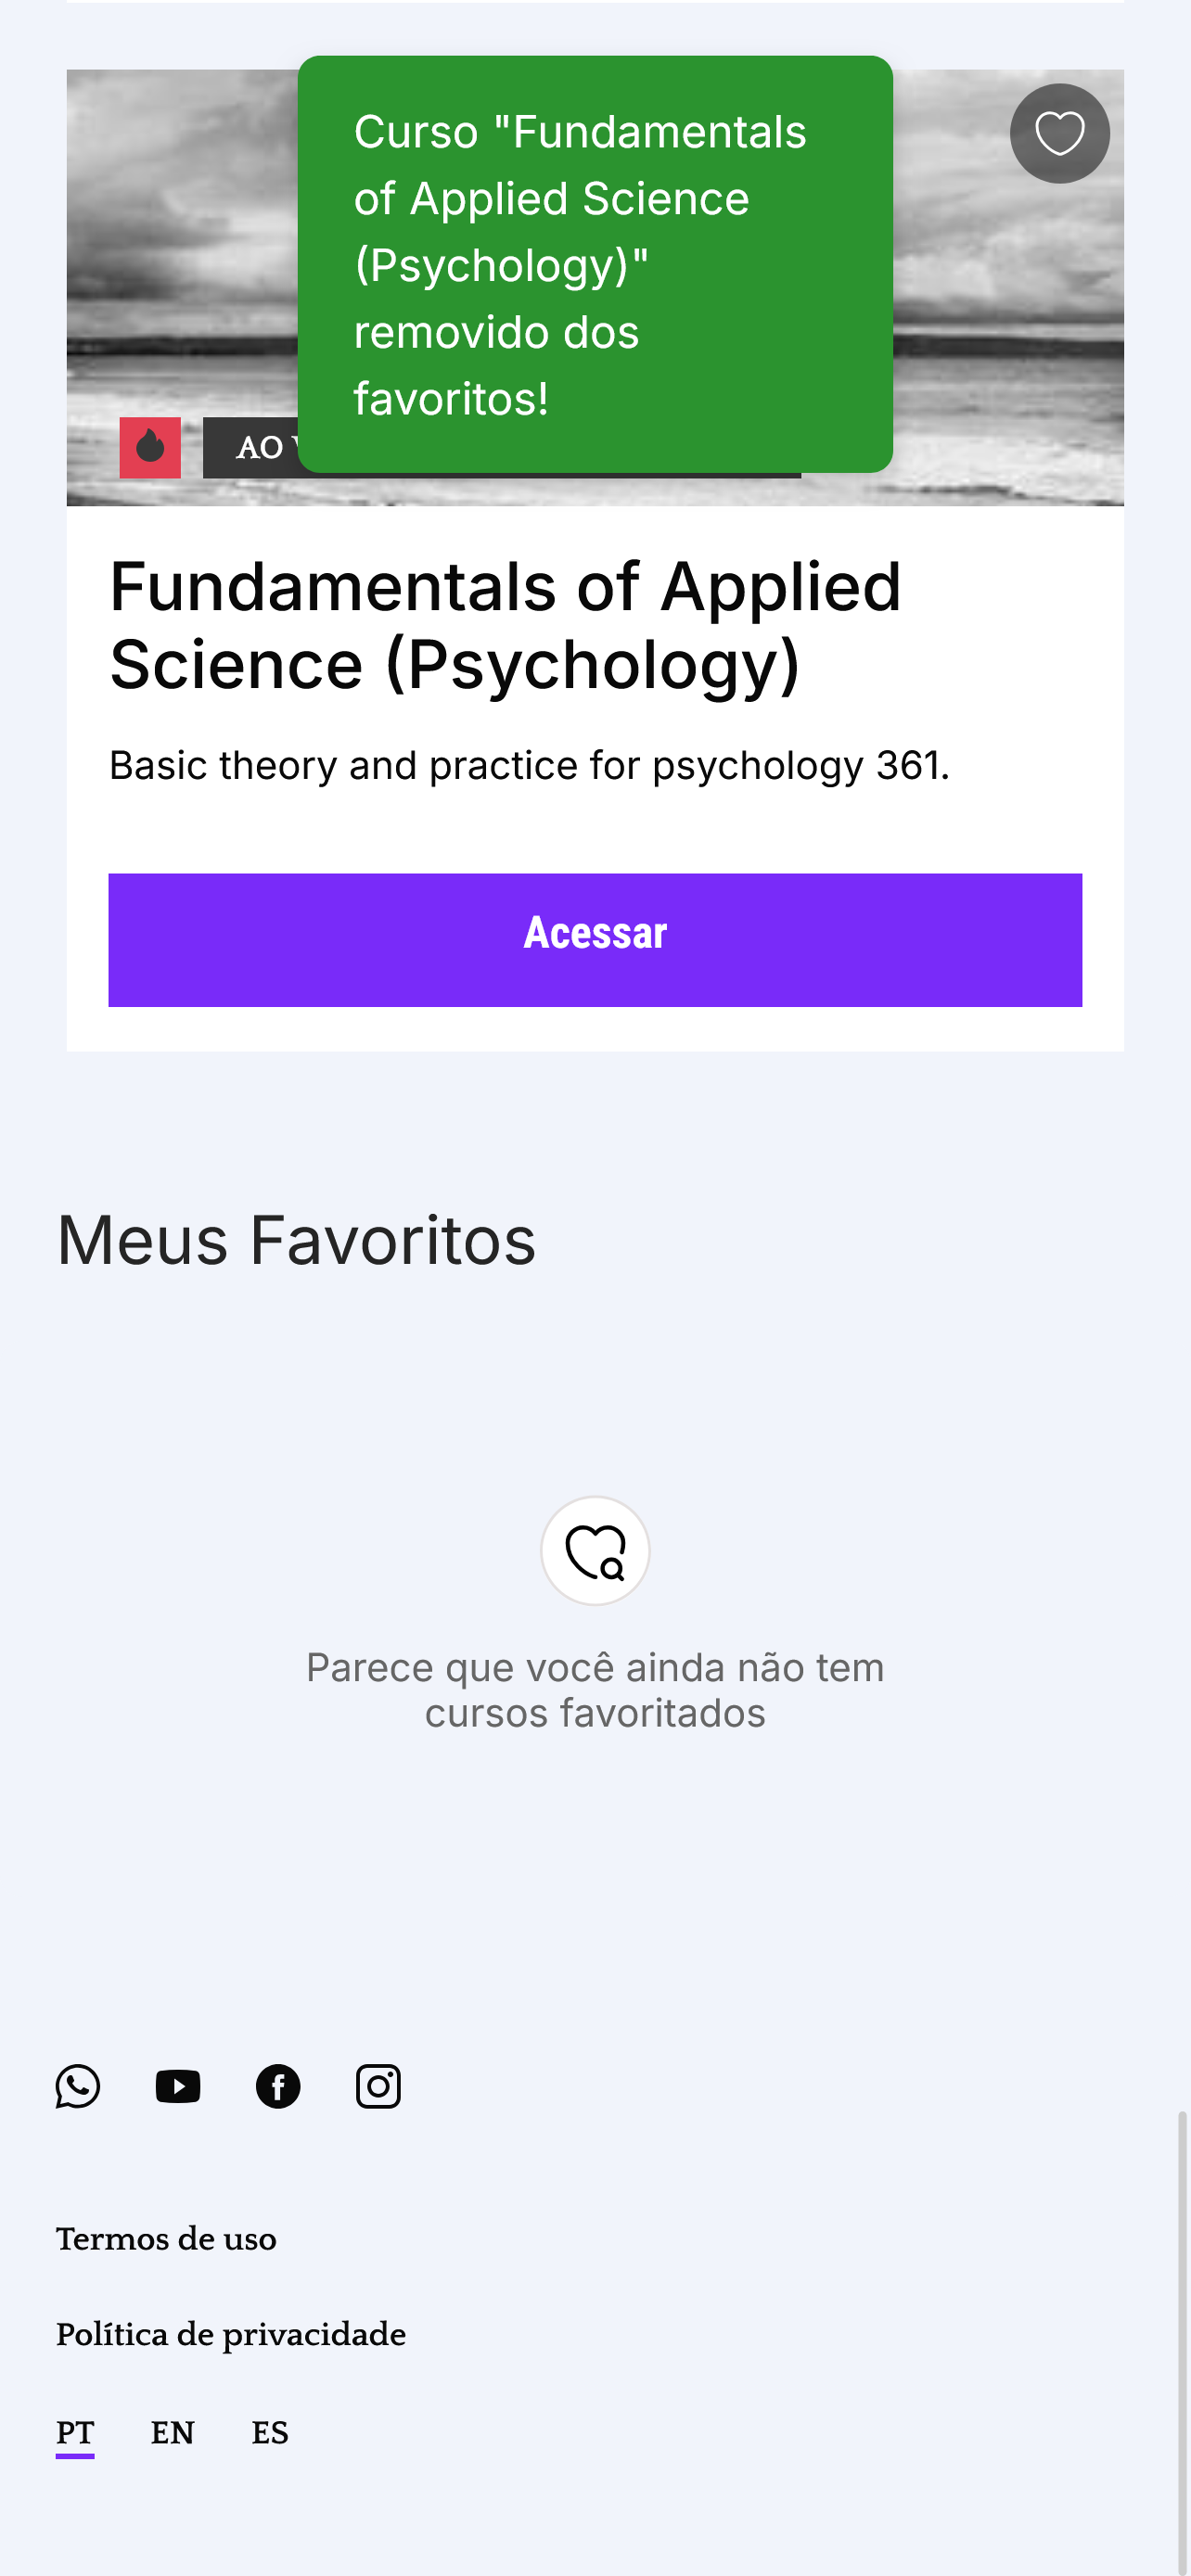 Curso "Fundamentals
of Applied Science
(Psychology)"
removido dos
favoritos!
AO
Fundamentals of Applied
Science (Psychology)
Basic theory and practice for psychology 361.
Acessar
Meus Favoritos
Parece que você ainda não tem
cursos favoritados
Termos de uso
Política de privacidade
PT EN ES